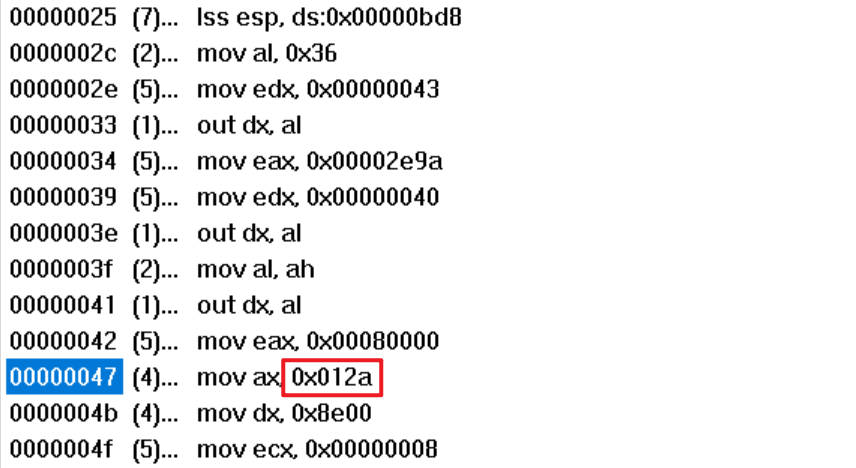 00000025 (7)... lss esp, ds:0x00000bd8
0000002c (2)... mov al, 0x36
0000002e (5)... mov edx, 0x00000043
00000033 (1)... out dx, al
00000034 (5)... mov eax, 0x00002e9a
00000039 (5)... mov edx, 0x00000040
0000003e (1)... out dx, al
0000003f (2)... mov al, ah
00000041 (1)... out dx, al
00000042 (5)... mov eax, 0x00080000
00000047 (4)... mov ax, 0x012a
0000004b (4)... mov dx, 0x8e00
0000004f (5)... mov ecx, 0x00000008